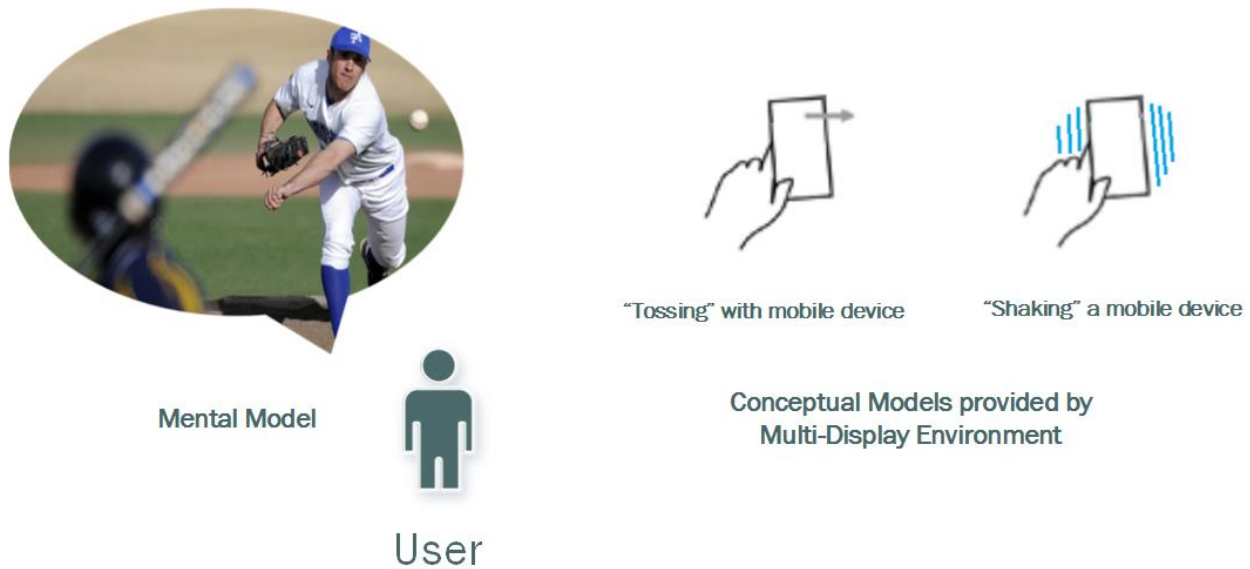 "Tossing" with mobile device
"Shaking" a mobile device
Mental Model
Conceptual Models provided by
Multi-Display Environment
User